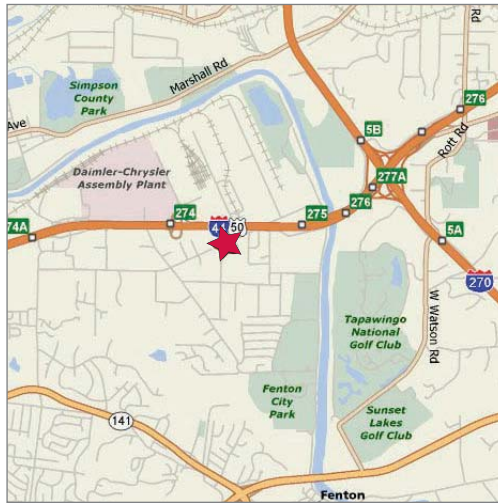 Rd
Simpson
County
Park
Marshall Rd
276
Ave
5B
Rott Rd
Daimler-Chrysler
Assembly Plant
277A
274
276
74A
50
275
5A
270
W Watson Rd
Tapawingo
National
Golf Club
Fenton
City
Park
141
Sunset
Lakes
Golf Club
Fenton